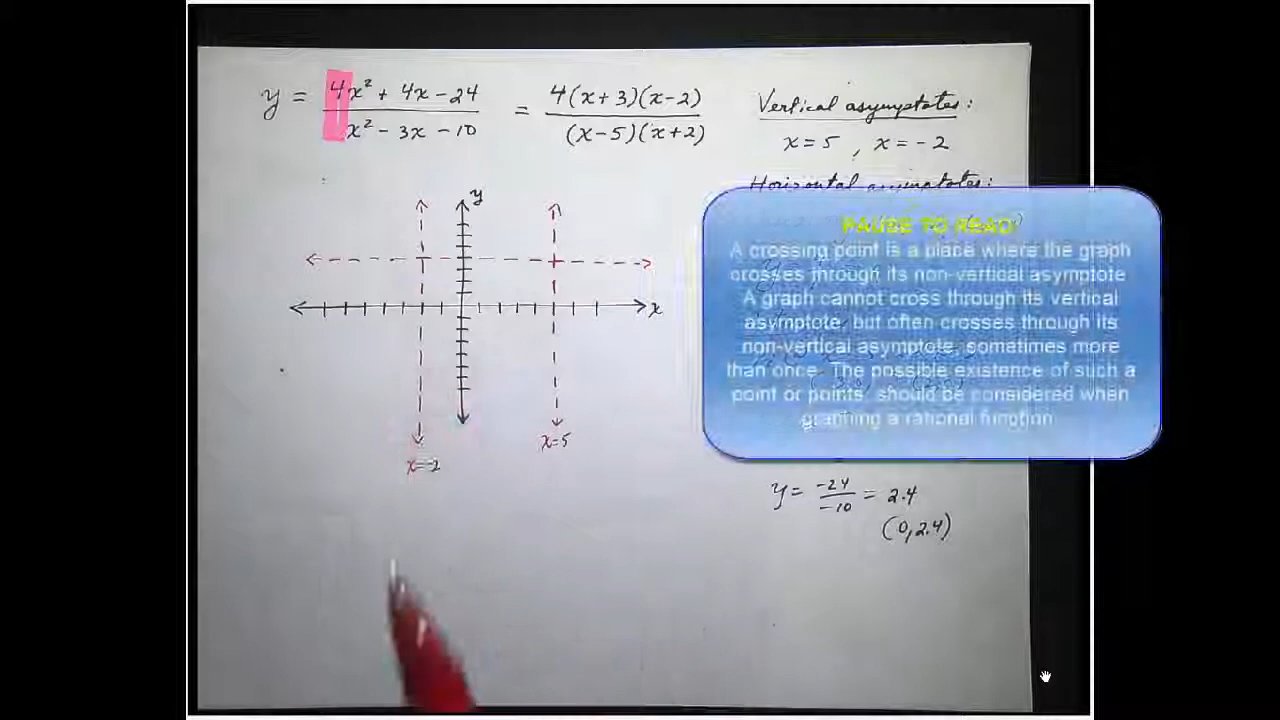 y = 4x² + 4x - 24 / x² - 3x - 10 = 4(x+3)(x-2) / (x-5)(x+2)
Vertical asymptotes:
x = 5 , x = -2
Horizontal asymptotes:
PAUSE TO READ
A crossing point is a place where the graph
crosses through its non-vertical asymptote
A graph cannot cross through its vertical
asymptote, but often crosses through its
non-vertical asymptote, sometimes more
than once. The possible existence of such a
point or points, should be considered when
graphing a rational function
y
x
x=-2
x=5
y = -24 / -10 = 2.4
(0, 2.4)